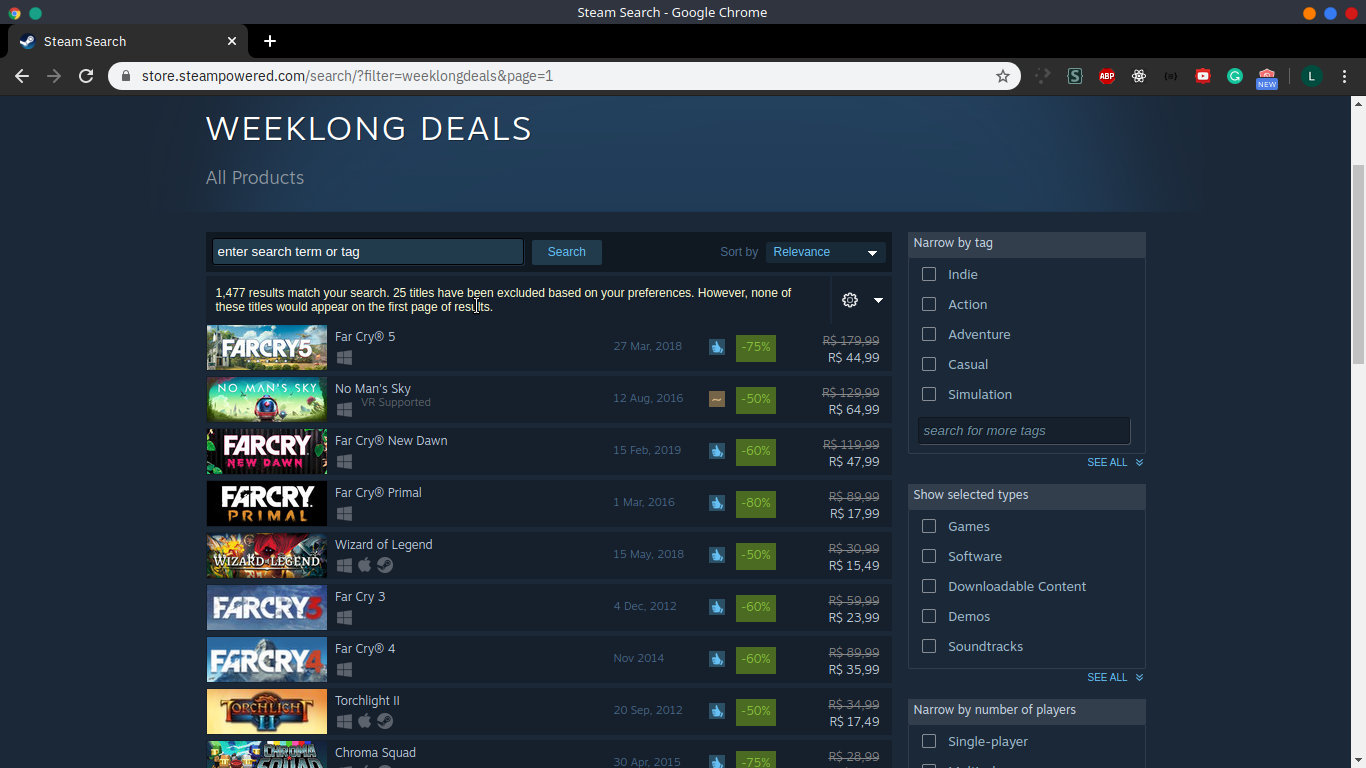 Steam Search - Google Chrome
Steam Search
store.steampowered.com/search/?filter=weeklongdeals&page=1
ABP
NEW
L
WEEKLONG DEALS
All Products
enter search term or tag
Search
Sort by
Relevance
1,477 results match your search. 25 titles have been excluded based on your preferences. However, none of
these titles would appear on the first page of results.
FARCRY5
Far Cry® 5
27 Mar, 2018
-75%
R$ 179,99
R$ 44,99
NO MAN'S SKY
No Man's Sky
VR Supported
12 Aug, 2016
-50%
R$ 129,99
R$ 64,99
FARCRY
NEW DAWN
Far Cry® New Dawn
15 Feb, 2019
-60%
R$ 119,99
R$ 47,99
FARCRY
PRIMAL
Far Cry® Primal
1 Mar, 2016
-80%
R$ 89,99
R$ 17,99
WIZARD OF LEGEND
Wizard of Legend
15 May, 2018
-50%
R$ 30,99
R$ 15,49
FARCRY3
Far Cry 3
4 Dec, 2012
-60%
R$ 59,99
R$ 23,99
FARCRY4
Far Cry® 4
Nov 2014
-60%
R$ 89,99
R$ 35,99
TORCHLIGHT
II
Torchlight II
20 Sep, 2012
-50%
R$ 34,99
R$ 17,49
CHROMA
SQUAD
Chroma Squad
30 Apr, 2015
-75%
R$ 28,99
Narrow by tag
Indie
Action
Adventure
Casual
Simulation
search for more tags
SEE ALL
Show selected types
Games
Software
Downloadable Content
Demos
Soundtracks
SEE ALL
Narrow by number of players
Single-player